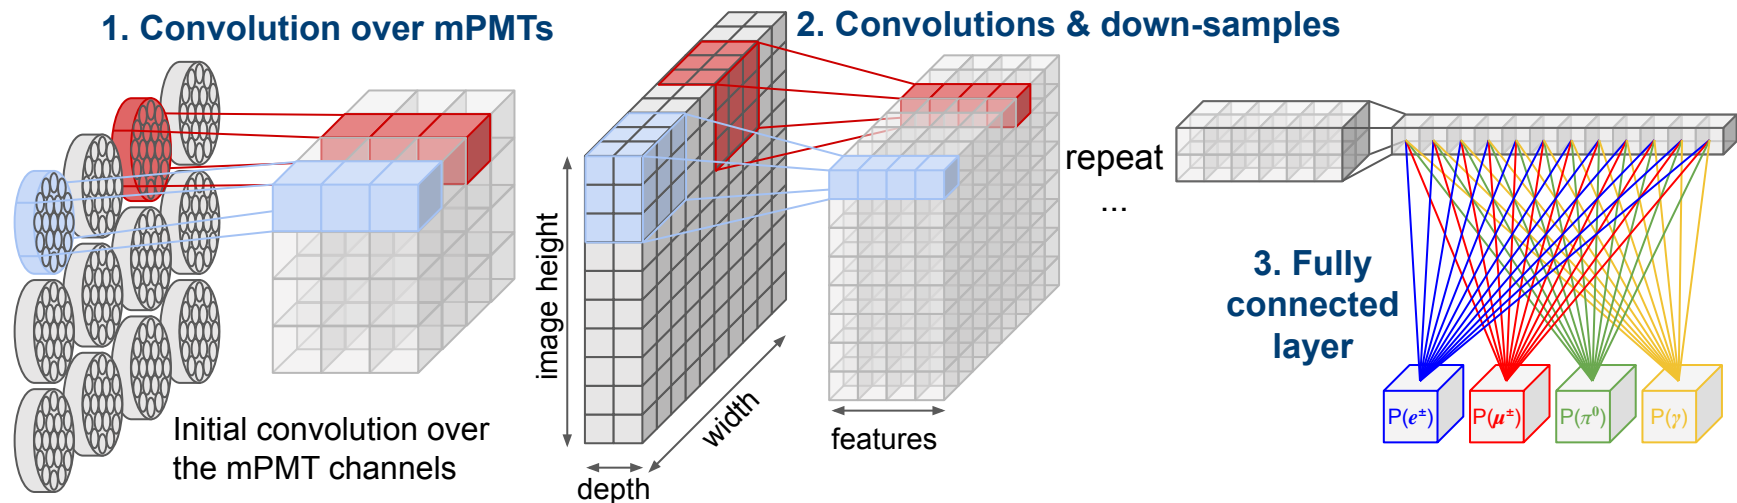 1. Convolution over mPMTs
Initial convolution over
the mPMT channels
2. Convolutions & down-samples
image height
depth
width
features
repeat
...
3. Fully
connected
layer
P(e±)
P(μ±)
P(π⁰)
P(γ)